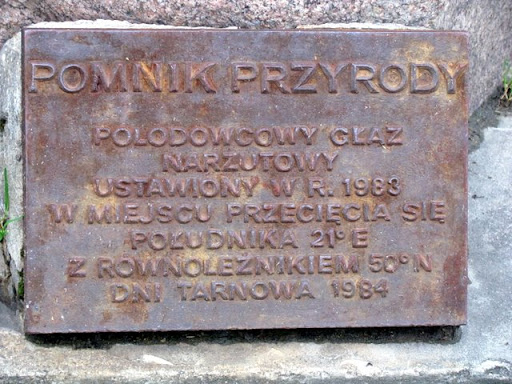 POMNIK PRZYRODY
POLODOWCOWY GŁAZ
NARZUTOWY
USTAWIONY W R. 1983
W MIEJSCU PRZECIĘCIA SIĘ
POŁUDNIKA 21° E
Z RÓWNOLEŻNIKIEM 50° N
DNI TARNOWA 1984